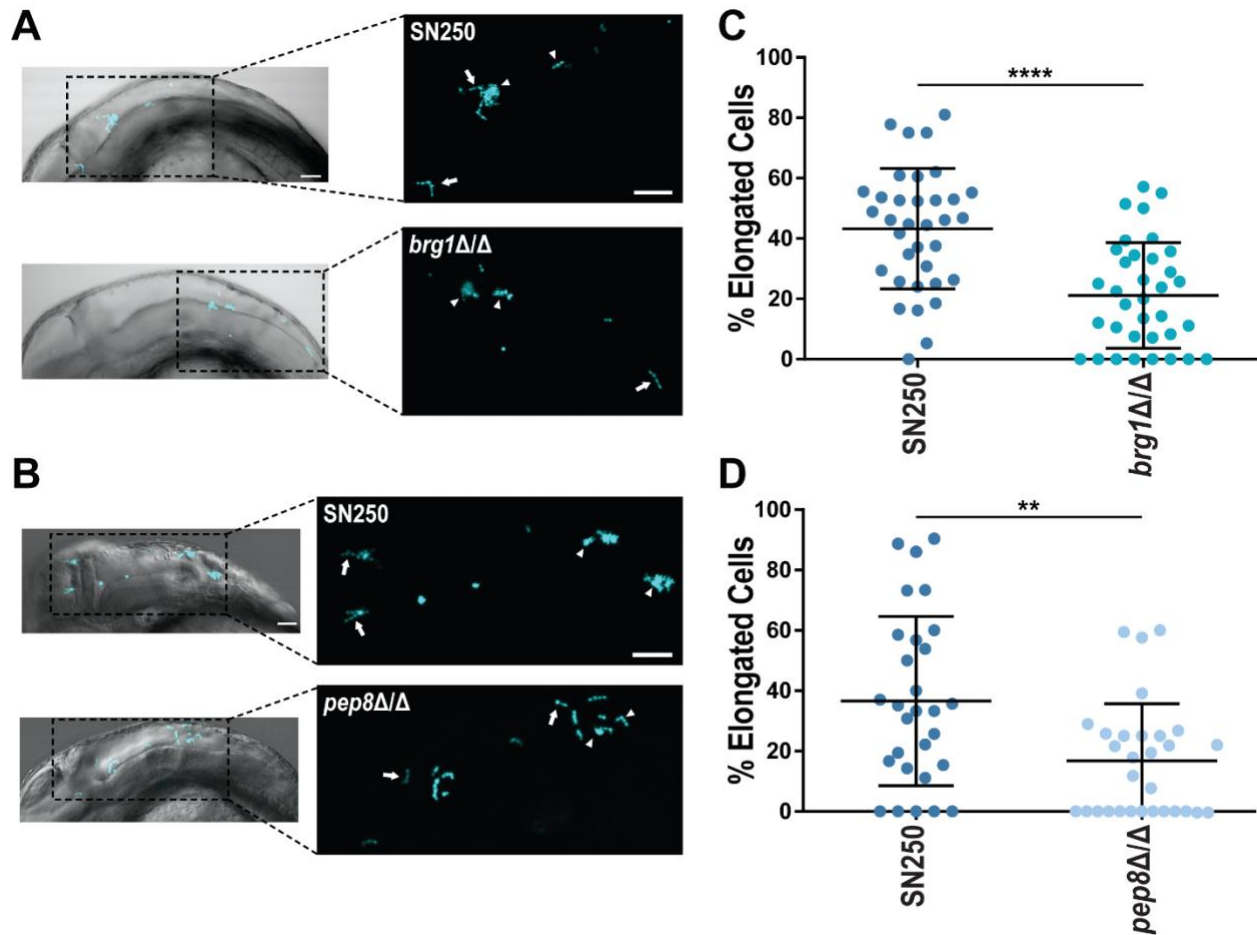 A
SN250
brg1Δ/Δ
B
SN250
pep8Δ/Δ
C
% Elongated Cells
100
80
60
40
20
0
****
SN250
brg1Δ/Δ
D
% Elongated Cells
100
80
60
40
20
0
**
SN250
pep8Δ/Δ